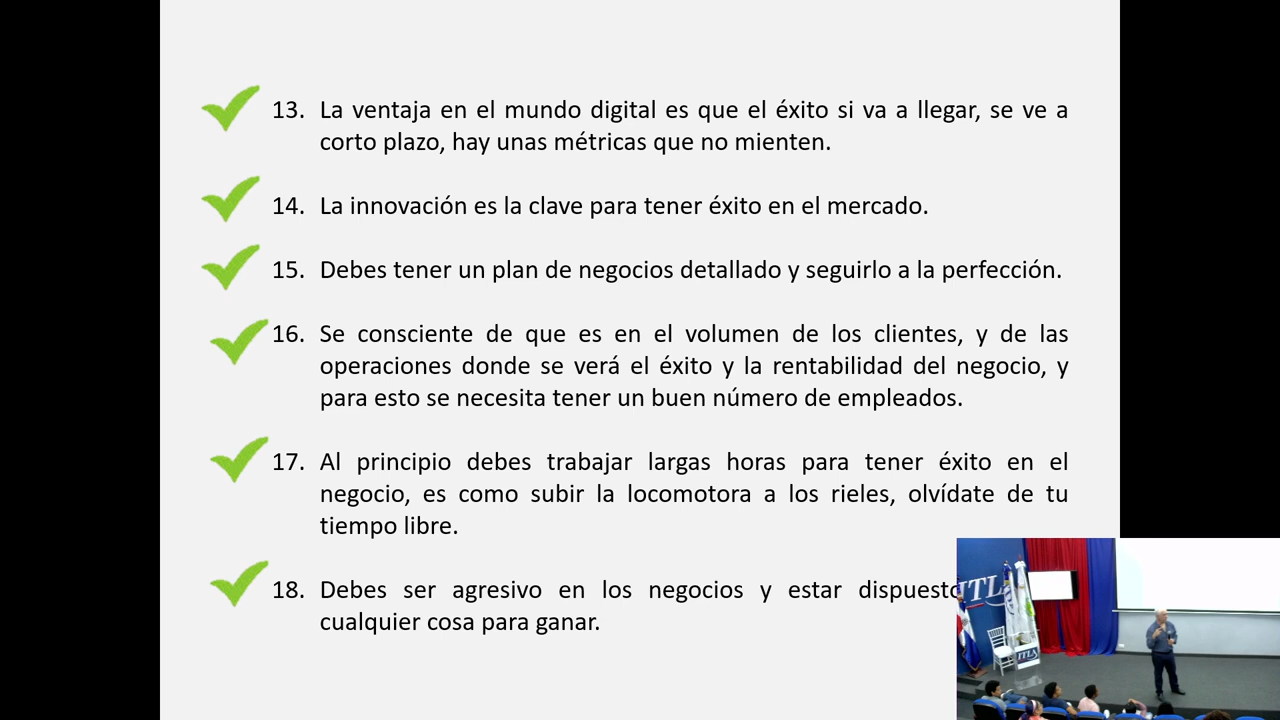 13. La ventaja en el mundo digital es que el éxito si va a llegar, se ve a
corto plazo, hay unas métricas que no mienten.
14. La innovación es la clave para tener éxito en el mercado.
15. Debes tener un plan de negocios detallado y seguirlo a la perfección.
16. Se consciente de que es en el volumen de los clientes, y de las
operaciones donde se verá el éxito y la rentabilidad del negocio, y
para esto se necesita tener un buen número de empleados.
17. Al principio debes trabajar largas horas para tener éxito en el
negocio, es como subir la locomotora a los rieles, olvídate de tu
tiempo libre.
18. Debes ser agresivo en los negocios y estar dispuesto
cualquier cosa para ganar.
ITLA
ITLA